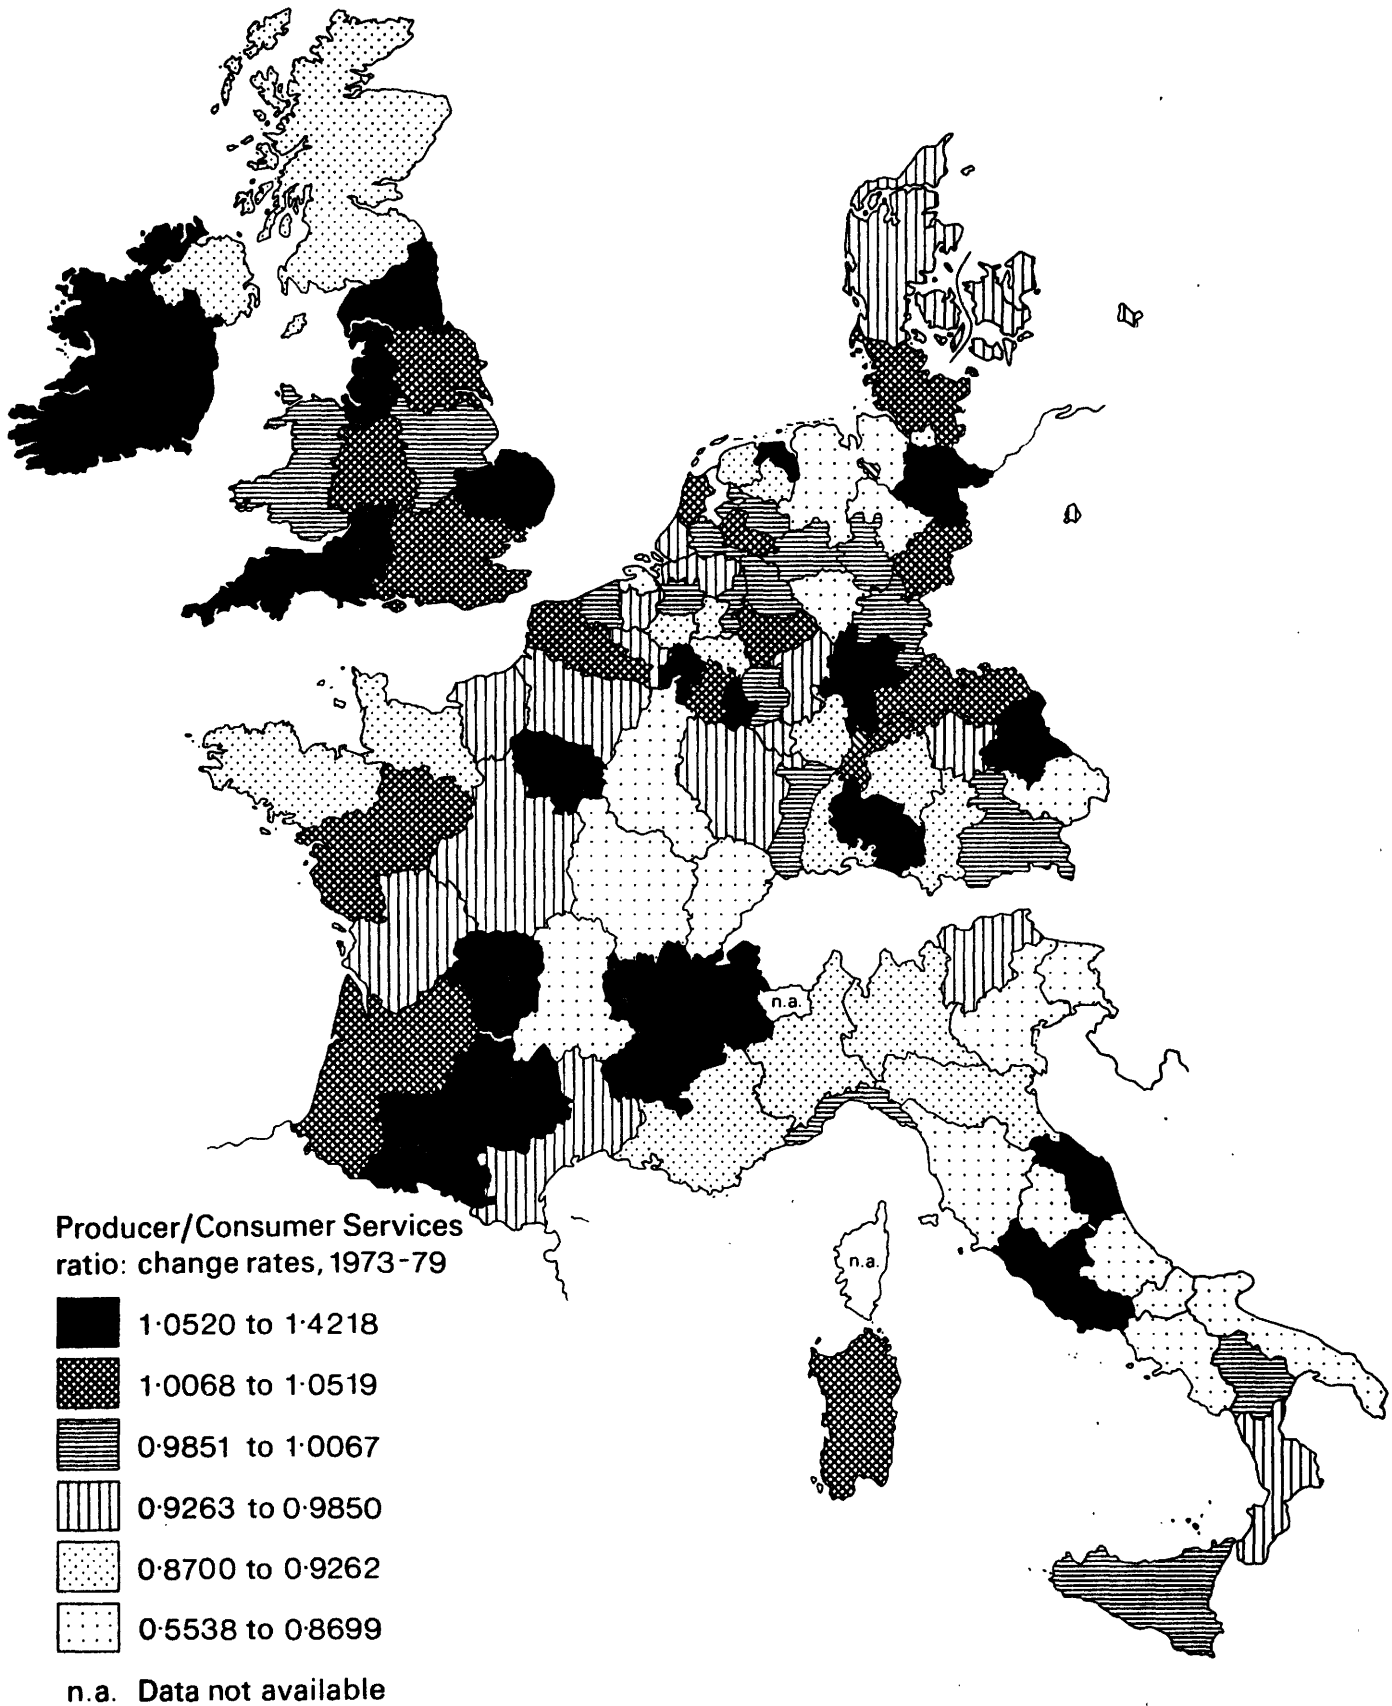 n.a.
n.a.
Producer/Consumer Services
ratio: change rates, 1973-79
1·0520 to 1·4218
1·0068 to 1·0519
0·9851 to 1·0067
0·9263 to 0·9850
0·8700 to 0·9262
0·5538 to 0·8699
n.a. Data not available